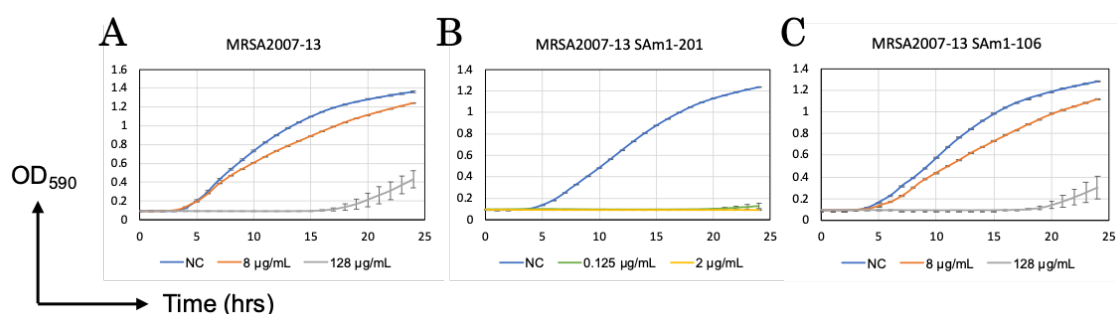 A
MRSA2007-13
1.6
1.4
1.2
1
0.8
0.6
0.4
0.2
0
0 5 10 15 20 25
NC 8 µg/mL 128 µg/mL
B
MRSA2007-13 SAm1-201
1.4
1.2
1
0.8
0.6
0.4
0.2
0
0 5 10 15 20 25
NC 0.125 µg/mL 2 µg/mL
C
MRSA2007-13 SAm1-106
1.4
1.2
1
0.8
0.6
0.4
0.2
0
0 5 10 15 20 25
NC 8 µg/mL 128 µg/mL
OD590
Time (hrs)